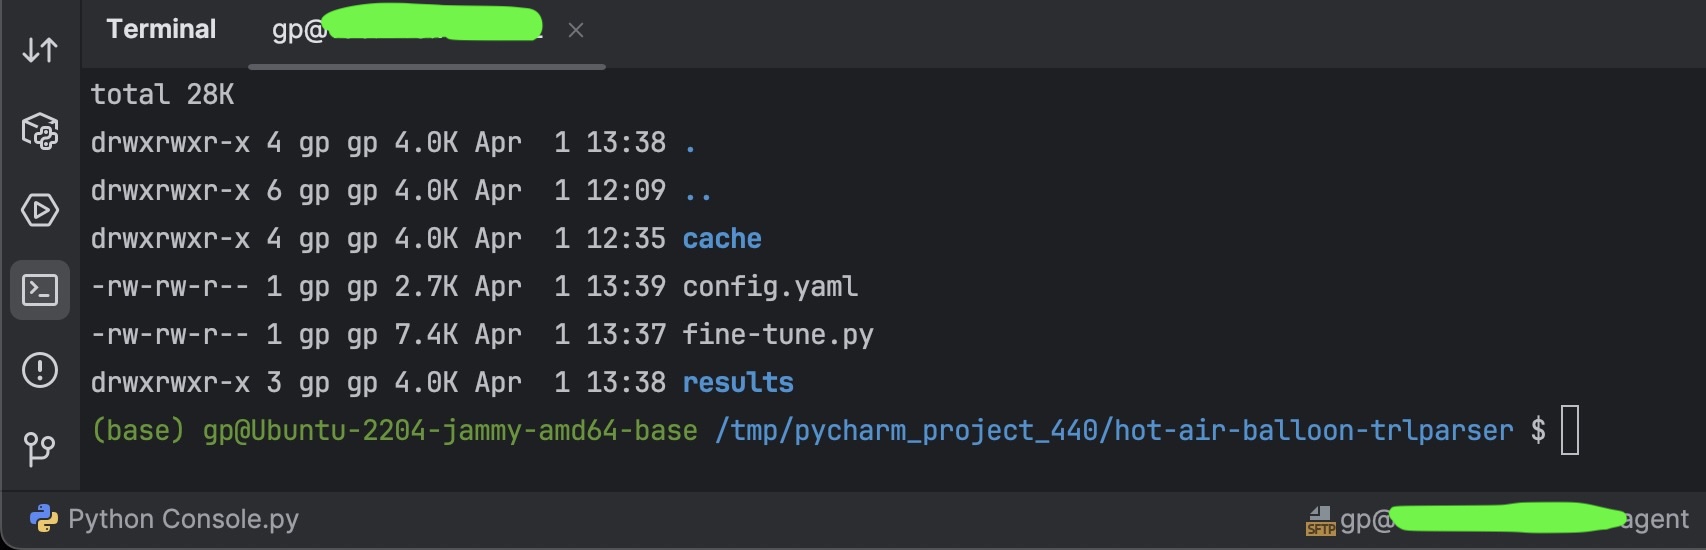 Terminal gp@
total 28K
drwxrwxr-x 4 gp gp 4.0K Apr  1 13:38 .
drwxrwxr-x 6 gp gp 4.0K Apr  1 12:09 ..
drwxrwxr-x 4 gp gp 4.0K Apr  1 12:35 cache
-rw-rw-r-- 1 gp gp 2.7K Apr  1 13:39 config.yaml
-rw-rw-r-- 1 gp gp 7.4K Apr  1 13:37 fine-tune.py
drwxrwxr-x 3 gp gp 4.0K Apr  1 13:38 results
(base) gp@Ubuntu-2204-jammy-amd64-base /tmp/pycharm_project_440/hot-air-balloon-trlparser $
Python Console.py SFTP gp@ agent